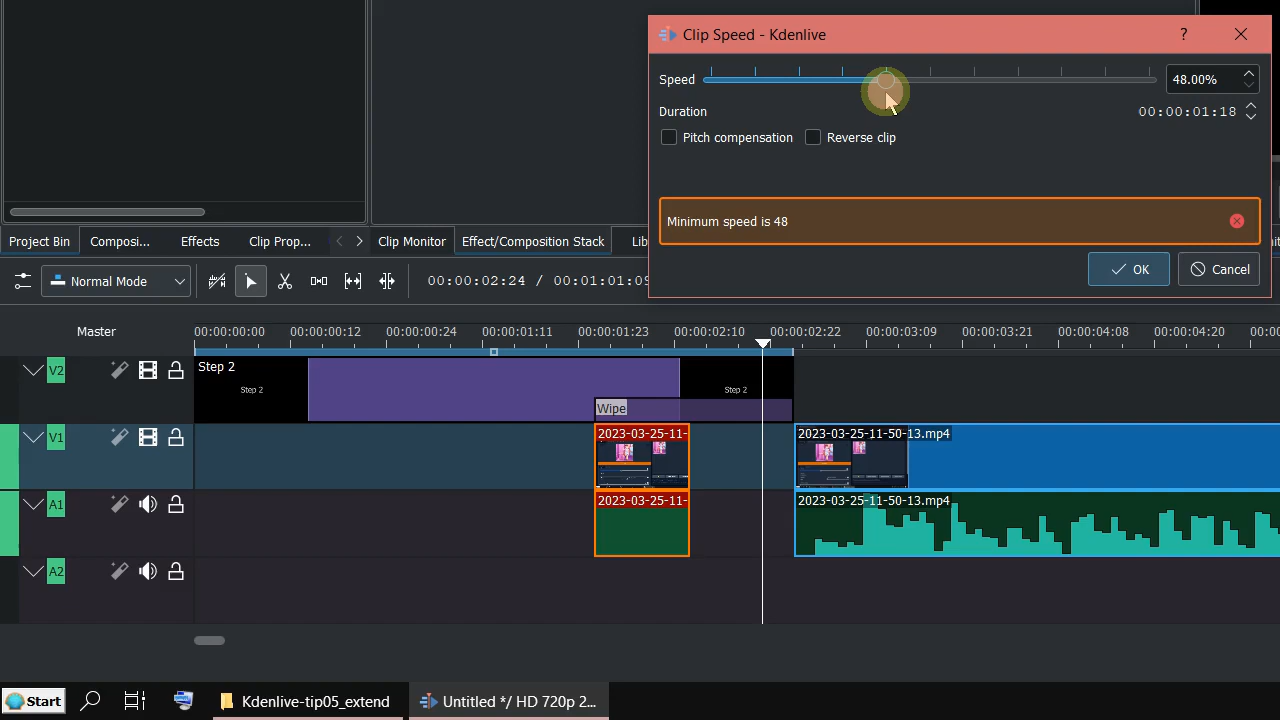 Clip Speed - Kdenlive
?
Speed
48.00%
Duration
00:00:01:18
Pitch compensation
Reverse clip
Minimum speed is 48
OK
Cancel
Project Bin
Composi...
Effects
Clip Prop...
Clip Monitor
Effect/Composition Stack
Lib
Normal Mode
00:00:02:24 / 00:01:01:09
Master
00:00:00:00
00:00:00:12
00:00:00:24
00:00:01:11
00:00:01:23
00:00:02:10
00:00:02:22
00:00:03:09
00:00:03:21
00:00:04:08
00:00:04:20
00:00
V2
Step 2
Step 2
Step 2
Wipe
V1
2023-03-25-11-
2023-03-25-11-50-13.mp4
A1
2023-03-25-11-
2023-03-25-11-50-13.mp4
A2
Start
Kdenlive-tip05_extend
Untitled */ HD 720p 2...